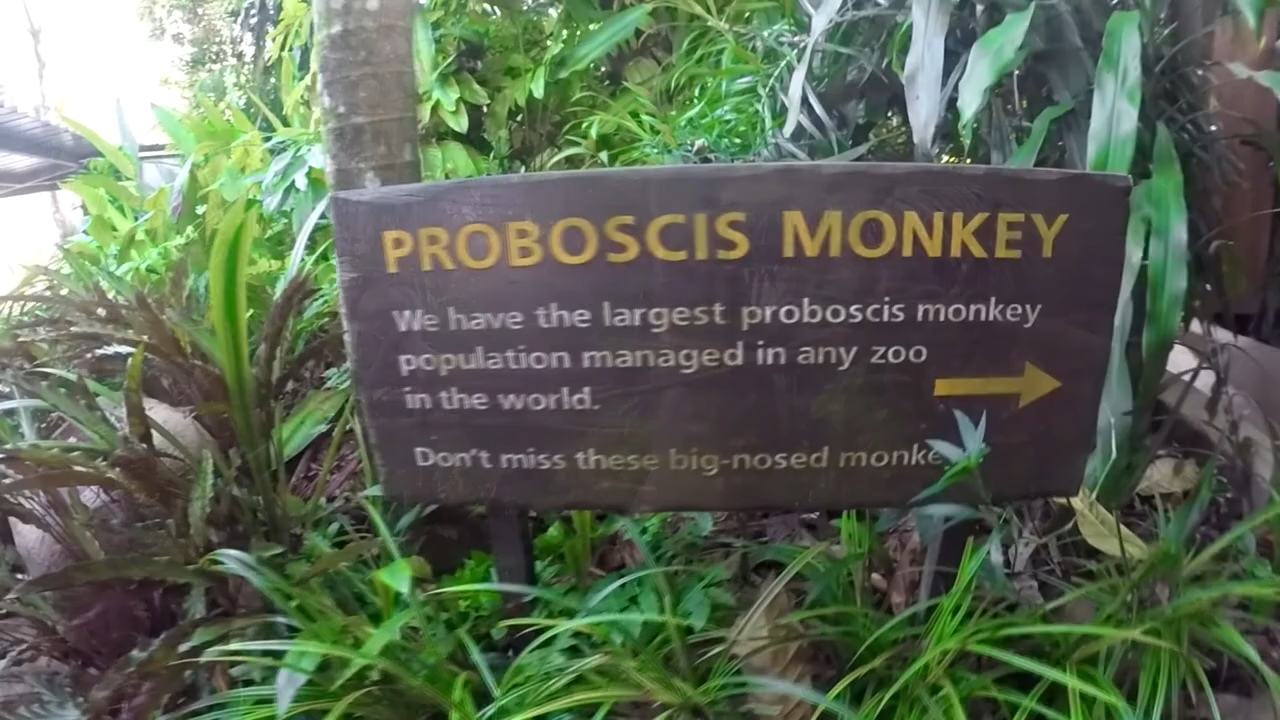 PROBOSCIS MONKEY
We have the largest proboscis monkey
population managed in any zoo
in the world.
Don't miss these big-nosed